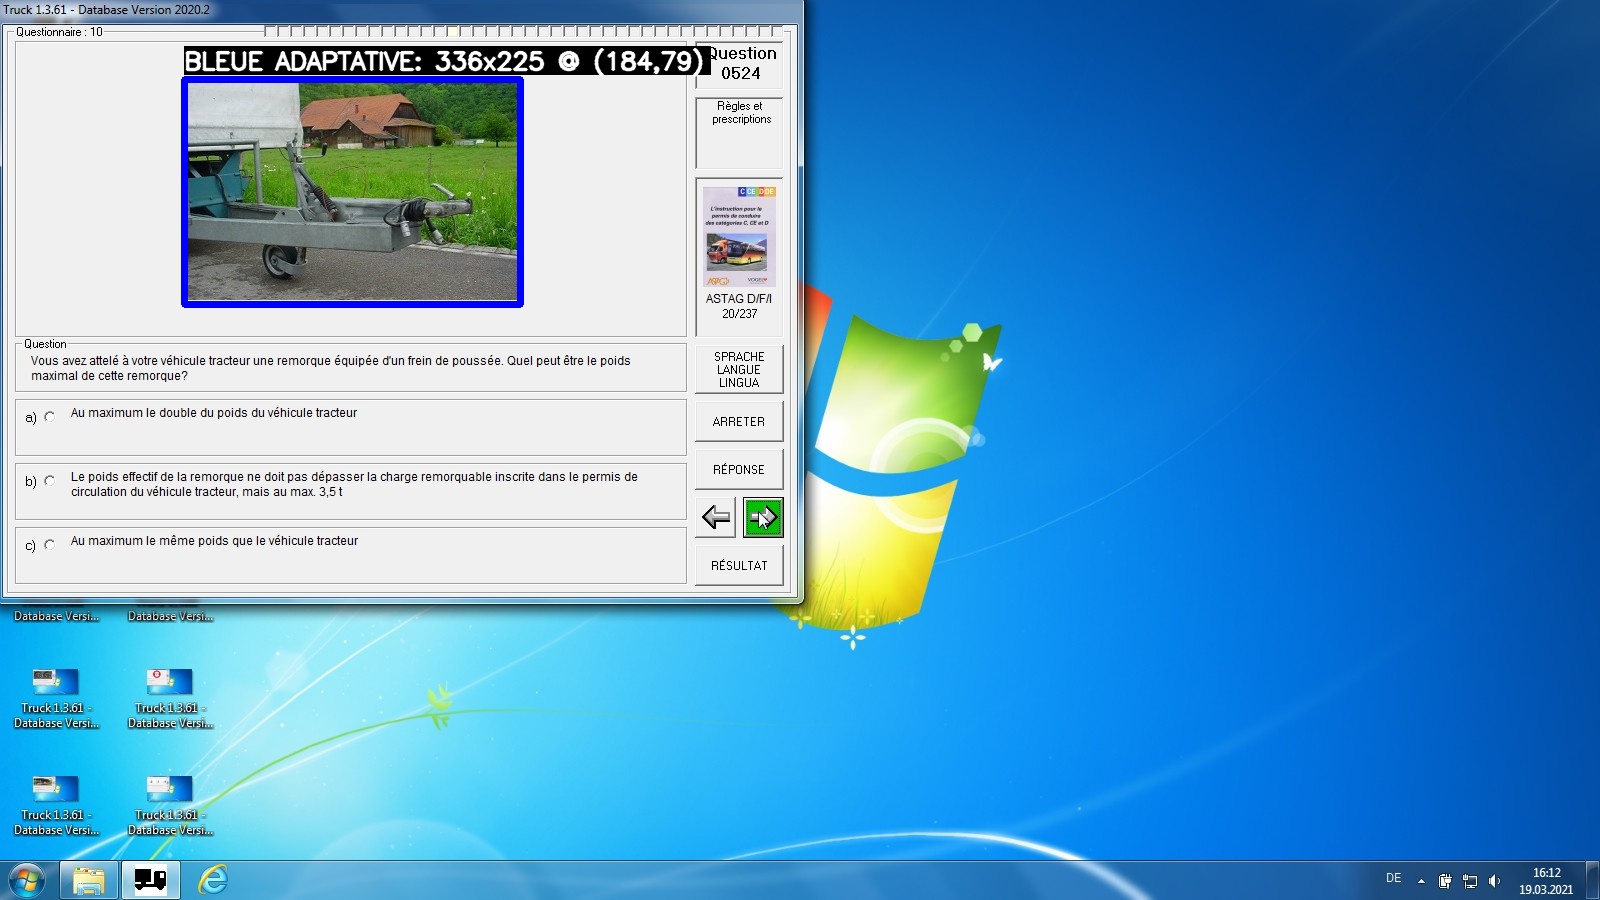 Truck 1.3.61 - Database Version 2020.2
Questionnaire : 10
BLEUE ADAPTATIVE: 336x225 @ (184,79)
Question
0524
Règles et
prescriptions
C CE D DE
L'instruction pour le
permis de conduire
des catégories C, CE et D
ASTAG D/F/I
20/237
Question
Vous avez attelé à votre véhicule tracteur une remorque équipée d'un frein de poussée. Quel peut être le poids
maximal de cette remorque?
a) Au maximum le double du poids du véhicule tracteur
b) Le poids effectif de la remorque ne doit pas dépasser la charge remorquable inscrite dans le permis de
circulation du véhicule tracteur, mais au max. 3,5 t
c) Au maximum le même poids que le véhicule tracteur
SPRACHE
LANGUE
LINGUA
ARRETER
RÉPONSE
RÉSULTAT
Database Versi...
Database Versi...
Truck 1.3.61 -
Database Versi...
Truck 1.3.61 -
Database Versi...
Truck 1.3.61 -
Database Versi...
Truck 1.3.61 -
Database Versi...
DE
16:12
19.03.2021